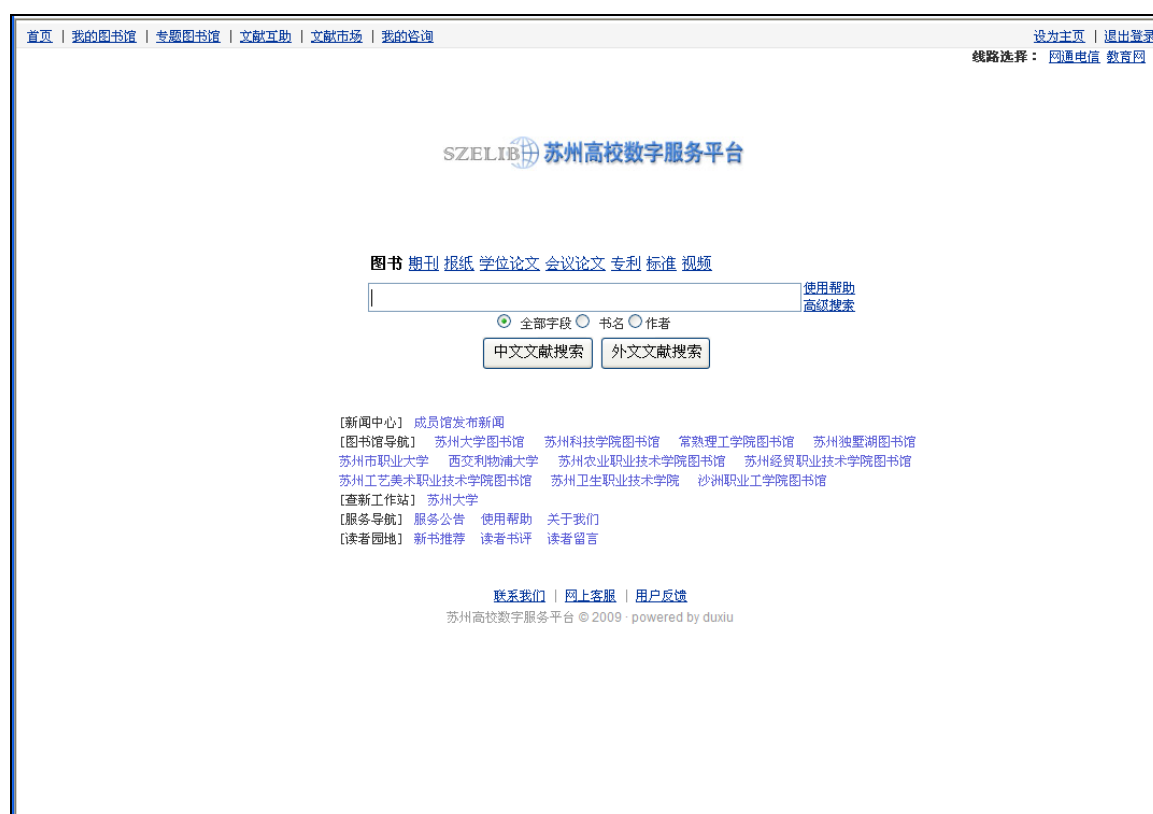 首页 | 我的图书馆 | 专题图书馆 | 文献互助 | 文献市场 | 我的咨询 设为主页 | 退出登录
线路选择： 网通电信 教育网
SZELIB 苏州高校数字服务平台
图书 期刊 报纸 学位论文 会议论文 专利 标准 视频
使用帮助
高级搜索
全部字段 书名 作者
中文文献搜索 外文文献搜索
[新闻中心] 成员馆发布新闻
[图书馆导航] 苏州大学图书馆 苏州科技学院图书馆 常熟理工学院图书馆 苏州独墅湖图书馆
苏州市职业大学 西交利物浦大学 苏州农业职业技术学院图书馆 苏州经贸职业技术学院图书馆
苏州工艺美术职业技术学院图书馆 苏州卫生职业技术学院 沙洲职业工学院图书馆
[查新工作站] 苏州大学
[服务导航] 服务公告 使用帮助 关于我们
[读者园地] 新书推荐 读者书评 读者留言
联系我们 | 网上客服 | 用户反馈
苏州高校数字服务平台 © 2009 · powered by duxiu